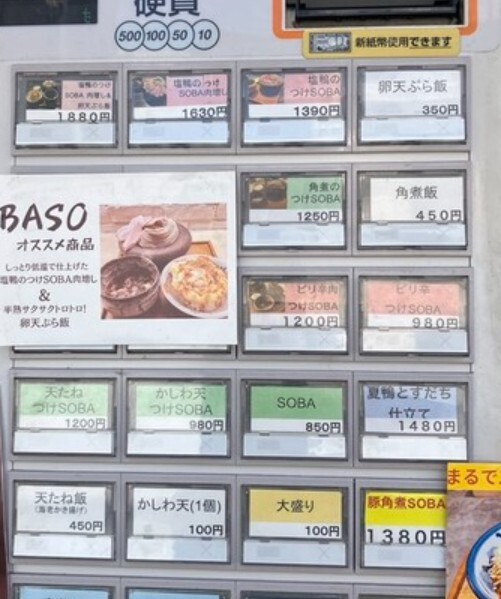 硬貨
500 100 50 10
新紙幣使用できます
塩鴨のつけ
SOBA 肉増し&
卵天ぷら飯
1880円
塩鴨のつけ
SOBA肉増し
1630円
塩鴨の
つけSOBA
1390円
卵天ぷら飯
350円
角煮の
つけSOBA
1250円
角煮飯
450円
BASO
オススメ商品
しっとり低温で仕上げた
塩鴨のつけSOBA肉増し
&
半熟サクサクトロトロ!
卵天ぷら飯
ピリ辛肉
つけSOBA
1200円
ピリ辛
つけSOBA
980円
天たね
つけSOBA
1200円
かしわ天
つけSOBA
980円
SOBA
850円
夏鴨とすだち
仕立て
1480円
天たね飯
(海老かき揚げ)
450円
かしわ天(1個)
100円
大盛り
100円
豚角煮SOBA
1380円
まるで